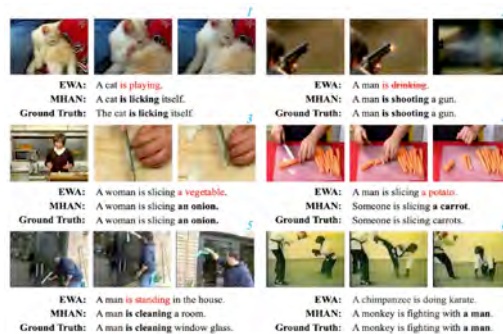 1
EWA: A cat is playing.
MHAN: A cat is licking itself.
Ground Truth: The cat is licking itself.
EWA: A man is drinking.
MHAN: A man is shooting a gun.
Ground Truth: A man is shooting a gun.
3
EWA: A woman is slicing a vegetable.
MHAN: A woman is slicing an onion.
Ground Truth: A woman is slicing an onion.
EWA: A man is slicing a potato.
MHAN: Someone is slicing a carrot.
Ground Truth: Someone is slicing carrots.
5
EWA: A man is standing in the house.
MHAN: A man is cleaning a room.
Ground Truth: A man is cleaning window glass.
EWA: A chimpanzee is doing karate.
MHAN: A monkey is fighting with a man.
Ground Truth: A monkey is fighting with a man.